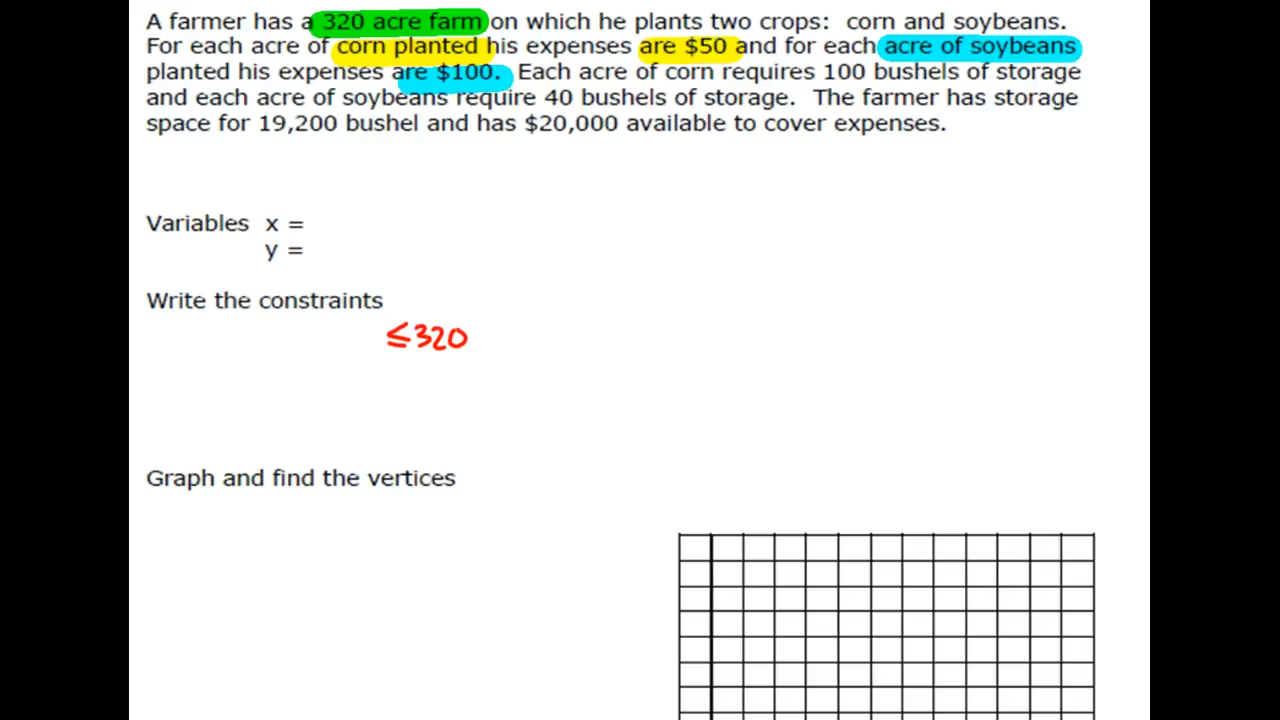 A farmer has a 320 acre farm on which he plants two crops: corn and soybeans.
For each acre of corn planted his expenses are $50 and for each acre of soybeans
planted his expenses are $100. Each acre of corn requires 100 bushels of storage
and each acre of soybeans require 40 bushels of storage. The farmer has storage
space for 19,200 bushel and has $20,000 available to cover expenses.
Variables x =
y =
Write the constraints
≤320
Graph and find the vertices